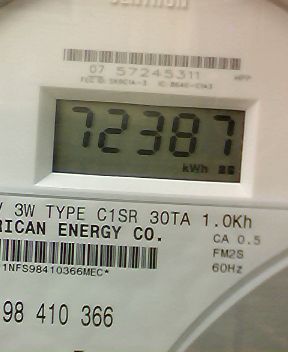 07 57245311
72387
kWh
V 3W TYPE C1SR 30TA 1.0Kh
RICAN ENERGY CO.
CA 0.5
FM2S
60Hz
1NFS98410366MEC*
98 410 366